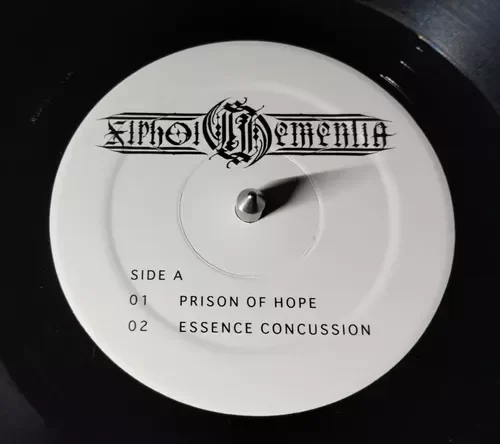 XIPHOID DEMENTIA
SIDE A
01 PRISON OF HOPE
02 ESSENCE CONCUSSION